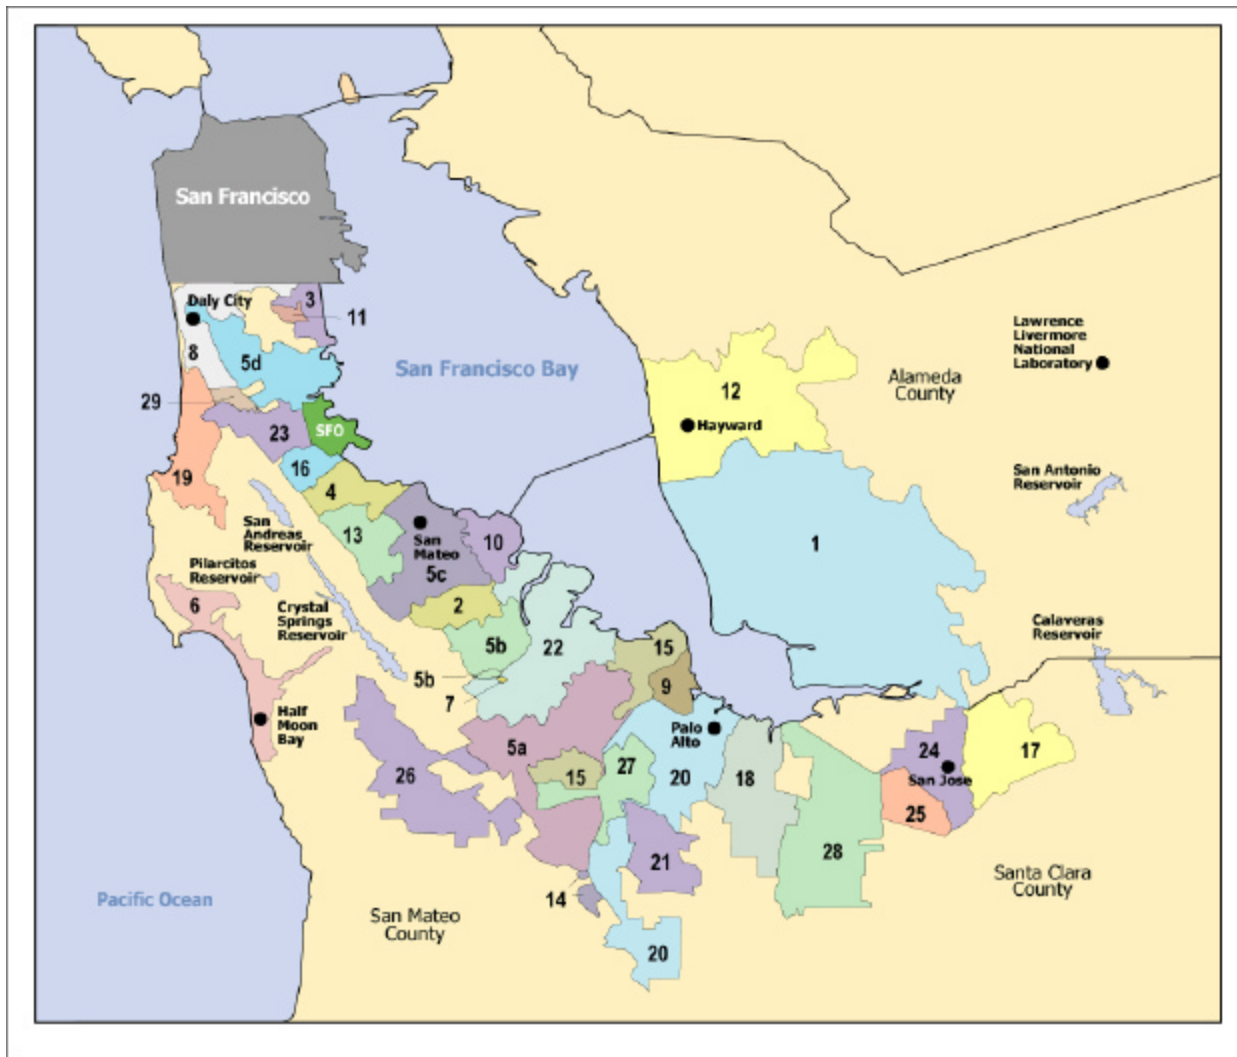 San Francisco
Daly City
3
11
8
5d
San Francisco Bay
Lawrence
Livermore
National
Laboratory
Alameda
County
12
Hayward
29
23
SFO
16
19
4
San Antonio
Reservoir
San
Andreas
Reservoir
13
San
Mateo
10
5c
1
Pilarcitos
Reservoir
6
Crystal
Springs
Reservoir
2
Calaveras
Reservoir
5b
22
15
5b
7
9
Half
Moon
Bay
Palo
Alto
5a
26
15
27
20
18
24
San Jose
17
25
28
21
Santa Clara
County
14
Pacific Ocean
San Mateo
County
20